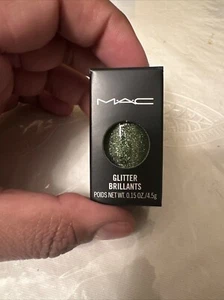 MAC
GLITTER
BRILLANTS
POIDS NET WT. 0.15 OZ./4.5g